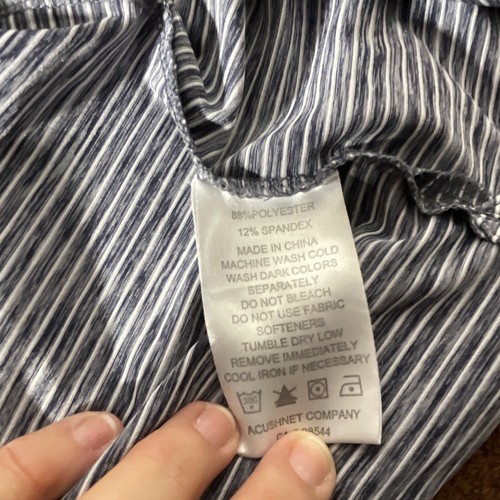 88%POLYESTER
12% SPANDEX
MADE IN CHINA
MACHINE WASH COLD
WASH DARK COLORS
SEPARATELY
DO NOT BLEACH
DO NOT USE FABRIC
SOFTENERS
TUMBLE DRY LOW
REMOVE IMMEDIATELY
COOL IRON IF NECESSARY
ACUSHNET COMPANY